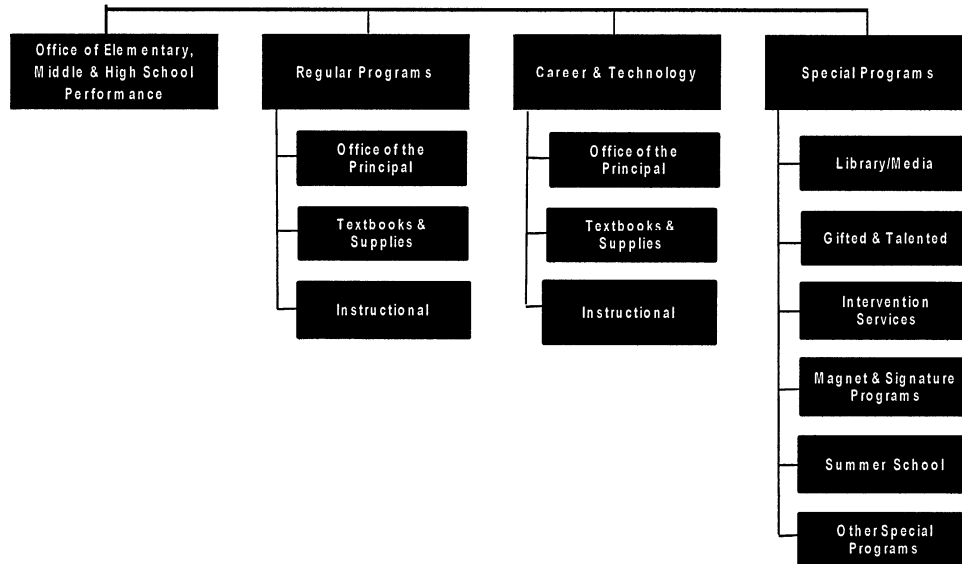 Office of Elementary,
Middle & High School
Performance
Regular Programs
Career & Technology
Special Programs
Office of the
Principal
Textbooks &
Supplies
Instructional
Office of the
Principal
Textbooks &
Supplies
Instructional
Library/Media
Gifted & Talented
Intervention
Services
Magnet & Signature
Programs
Summer School
Other Special
Programs